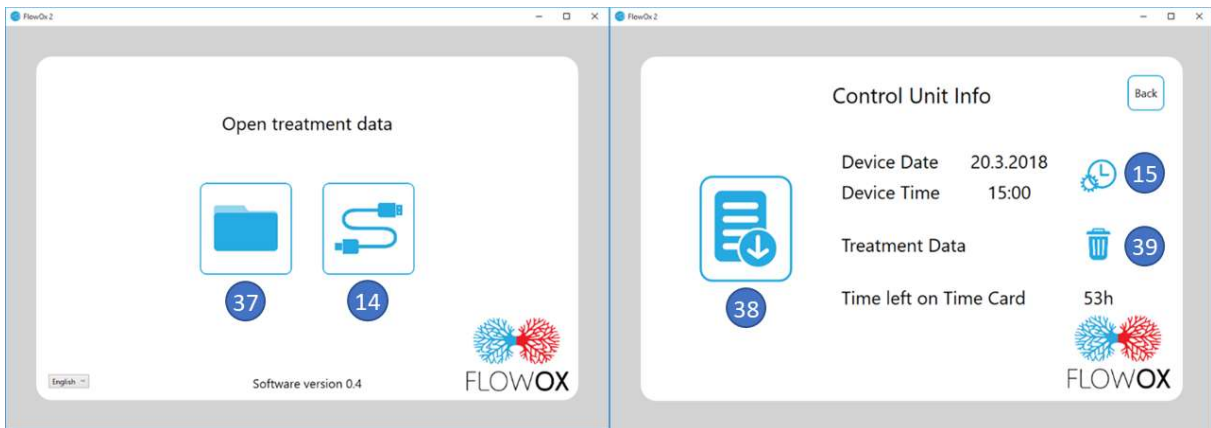 FlowOx 2
Open treatment data
37
14
English
Software version 0.4
FLOWOX
FlowOx 2
Control Unit Info
Back
Device Date 20.3.2018
15
Device Time 15:00
Treatment Data
39
38
Time left on Time Card 53h
FLOWOX